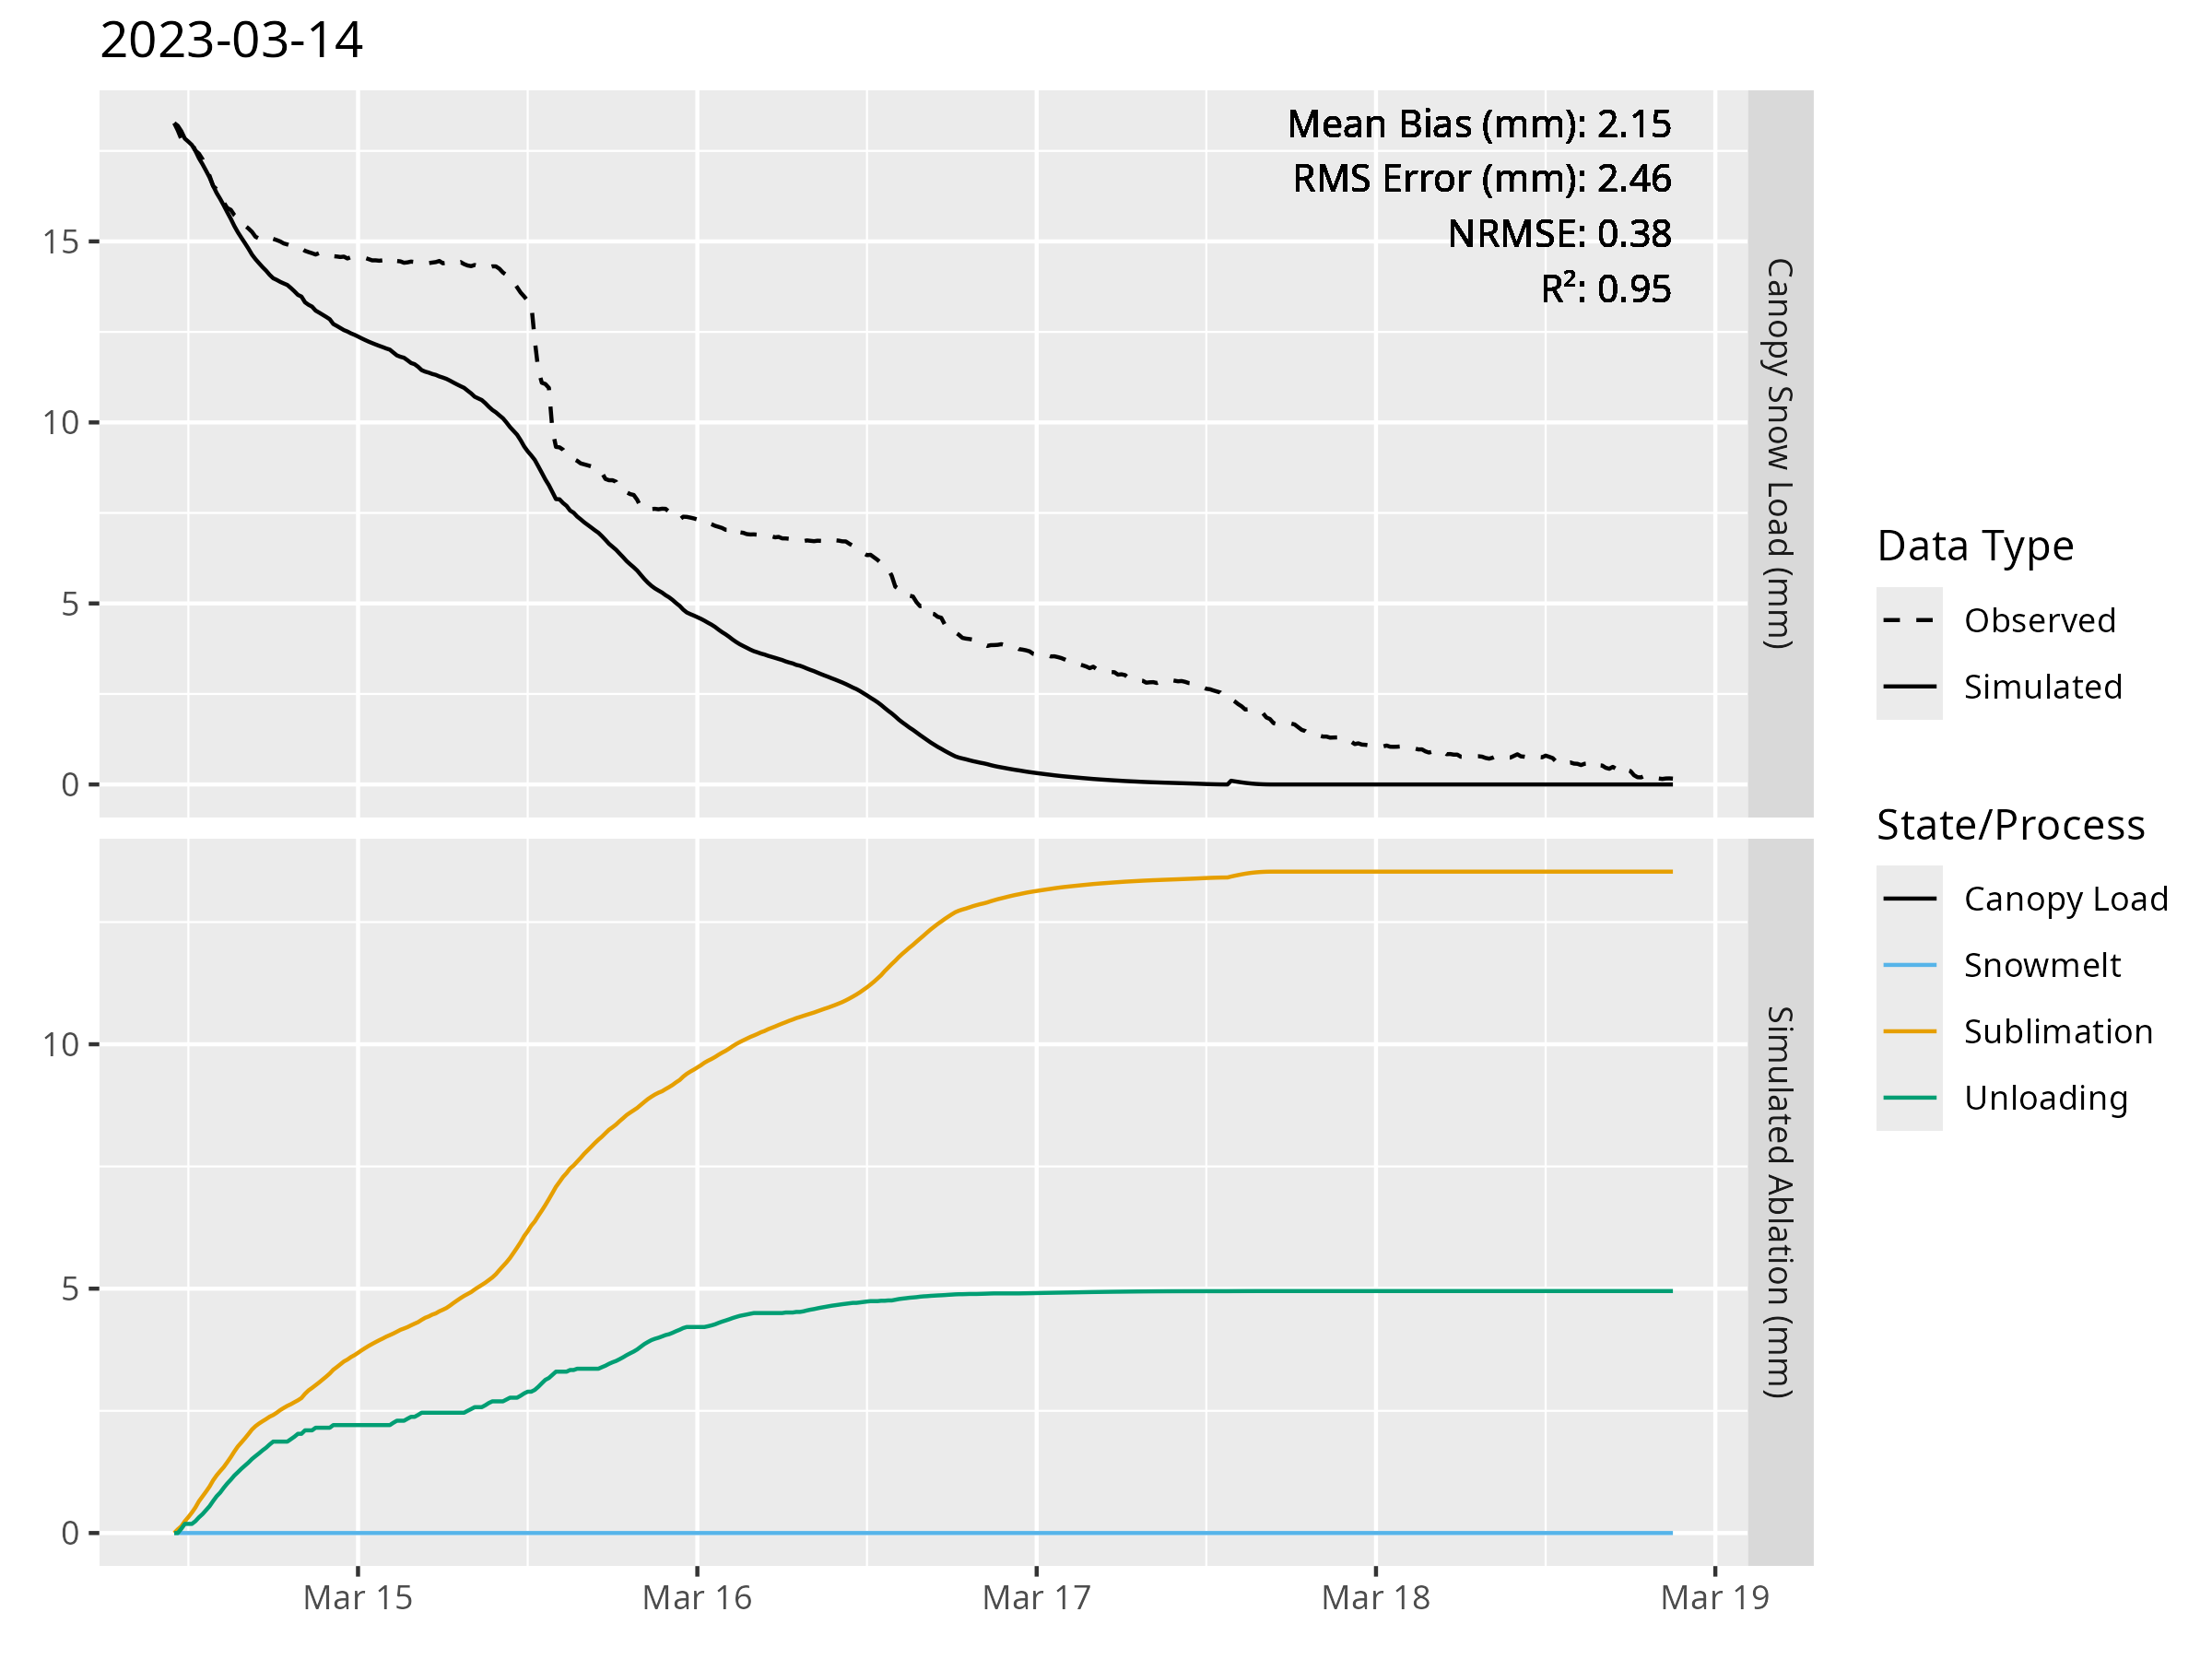 2023-03-14
Mean Bias (mm): 2.15
RMS Error (mm): 2.46
NRMSE: 0.38
R²: 0.95
15
10
5
0
Canopy Snow Load (mm)
10
5
0
Simulated Ablation (mm)
Mar 15
Mar 16
Mar 17
Mar 18
Mar 19
Data Type
Observed
Simulated
State/Process
Canopy Load
Snowmelt
Sublimation
Unloading